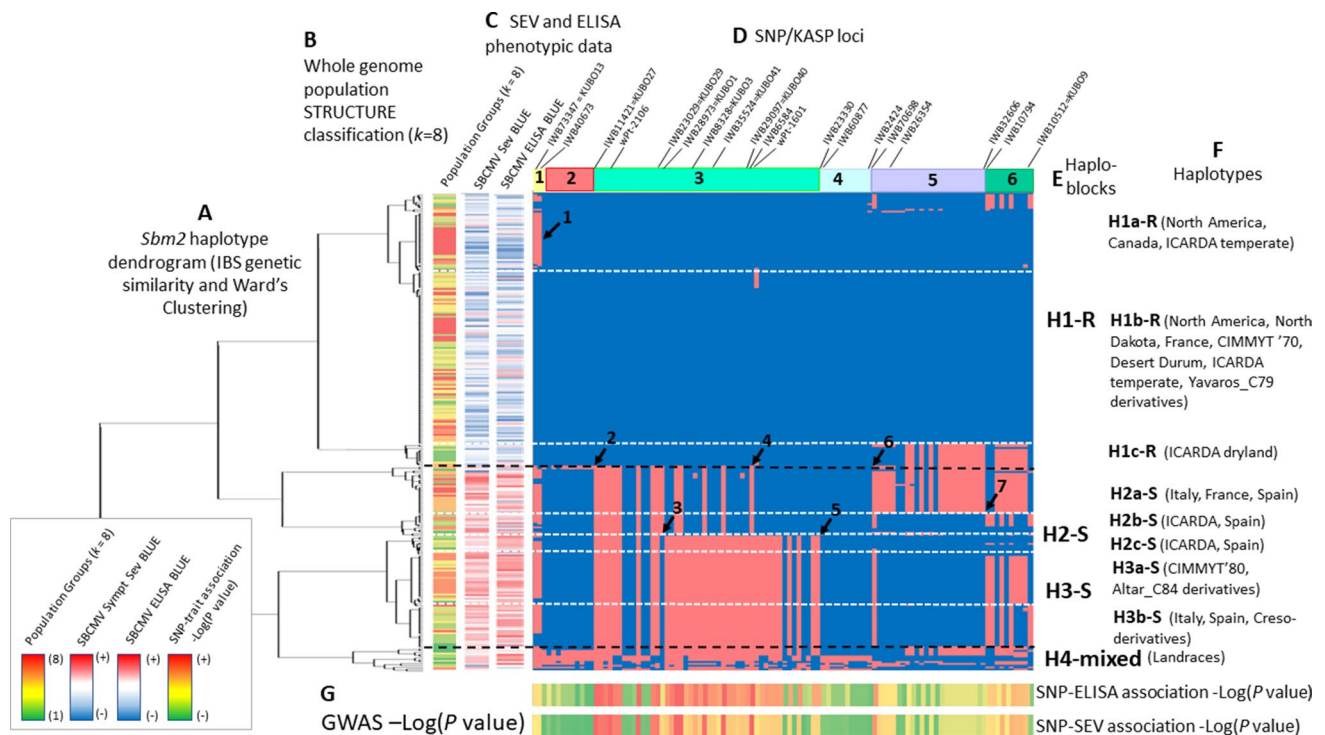 A
Sbm2 haplotype
dendrogram (IBS genetic
similarity and Ward's
Clustering)
B
Whole genome
population
STRUCTURE
classification (k=8)
C SEV and ELISA
phenotypic data
D SNP/KASP loci
Population Groups (k = 8)
SBCMV Sev BLUE
SBCMV ELISA BLUE
IWB73347 = KUBO13
IWB40673
IWB11421=KUBO27
wPt-2106
IWB23029=KUBO29
IWB28973=KUBO1
IWB8328=KUBO3
IWB35524=KUBO41
IWB29097=KUBO40
IWB6584
wPt-1601
IWB23330
IWB60877
IWB2424
IWB70698
IWB26354
IWB32606
IWB10794
IWB10512=KUBO9
1
2
3
4
5
6
E Haplo-
blocks
F
Haplotypes
1
2
3
4
5
6
7
H1-R
H2-S
H3-S
H4-mixed (Landraces)
H1a-R (North America,
Canada, ICARDA temperate)
H1b-R (North America, North
Dakota, France, CIMMYT '70,
Desert Durum, ICARDA
temperate, Yavaros_C79
derivatives)
H1c-R (ICARDA dryland)
H2a-S (Italy, France, Spain)
H2b-S (ICARDA, Spain)
H2c-S (ICARDA, Spain)
H3a-S (CIMMYT'80,
Altar_C84 derivatives)
H3b-S (Italy, Spain, Creso-
derivatives)
Population Groups (k = 8)
SBCMV Sympt Sev BLUE
SBCMV ELISA BLUE
SNP-trait association
-Log(P value)
(8)
(1)
(+)
(-)
(+)
(-)
(+)
(-)
G
GWAS –Log(P value)
SNP-ELISA association -Log(P value)
SNP-SEV association -Log(P value)